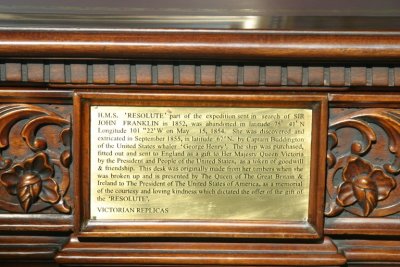 H.M.S. "RESOLUTE", part of the expedition sent in search of SIR
JOHN FRANKLIN in 1852, was abandoned in latitude 75° 41' N
Longitude 101 °22' W on May 15, 1854. She was discovered and
extricated in September 1855, in latitude 67° N. by Captain Buddington
of the United States whaler "George Henry". The ship was purchased,
fitted out and sent to England as a gift to Her Majesty Queen Victoria
by the President and People of the United States, as a token of goodwill
& friendship. This desk was originally made from her timbers when she
was broken up and is presented by The Queen of The Great Britain &
Ireland to The President of The United States of America, as a memorial
of the courtesy and loving kindness which dictated the offer of the gift of
the "RESOLUTE".
VICTORIAN REPLICAS